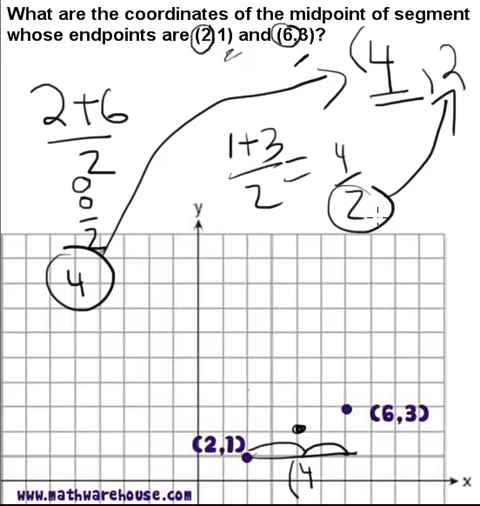 What are the coordinates of the midpoint of segment
whose endpoints are (2,1) and (6,3)?
(4,2
2+6
2
1+3
2
=
4
2
8
2
4
y
(6,3)
(2,1)
(4
x
www.mathwarehouse.com